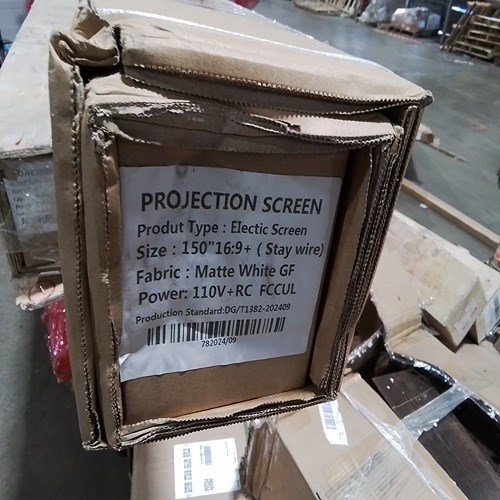 PROJECTION SCREEN
Produt Type : Electic Screen
Size : 150"16:9+ ( Stay wire)
Fabric : Matte White GF
Power: 110V+RC FCCUL
Production Standard:DG/T1382-202409
782024/09